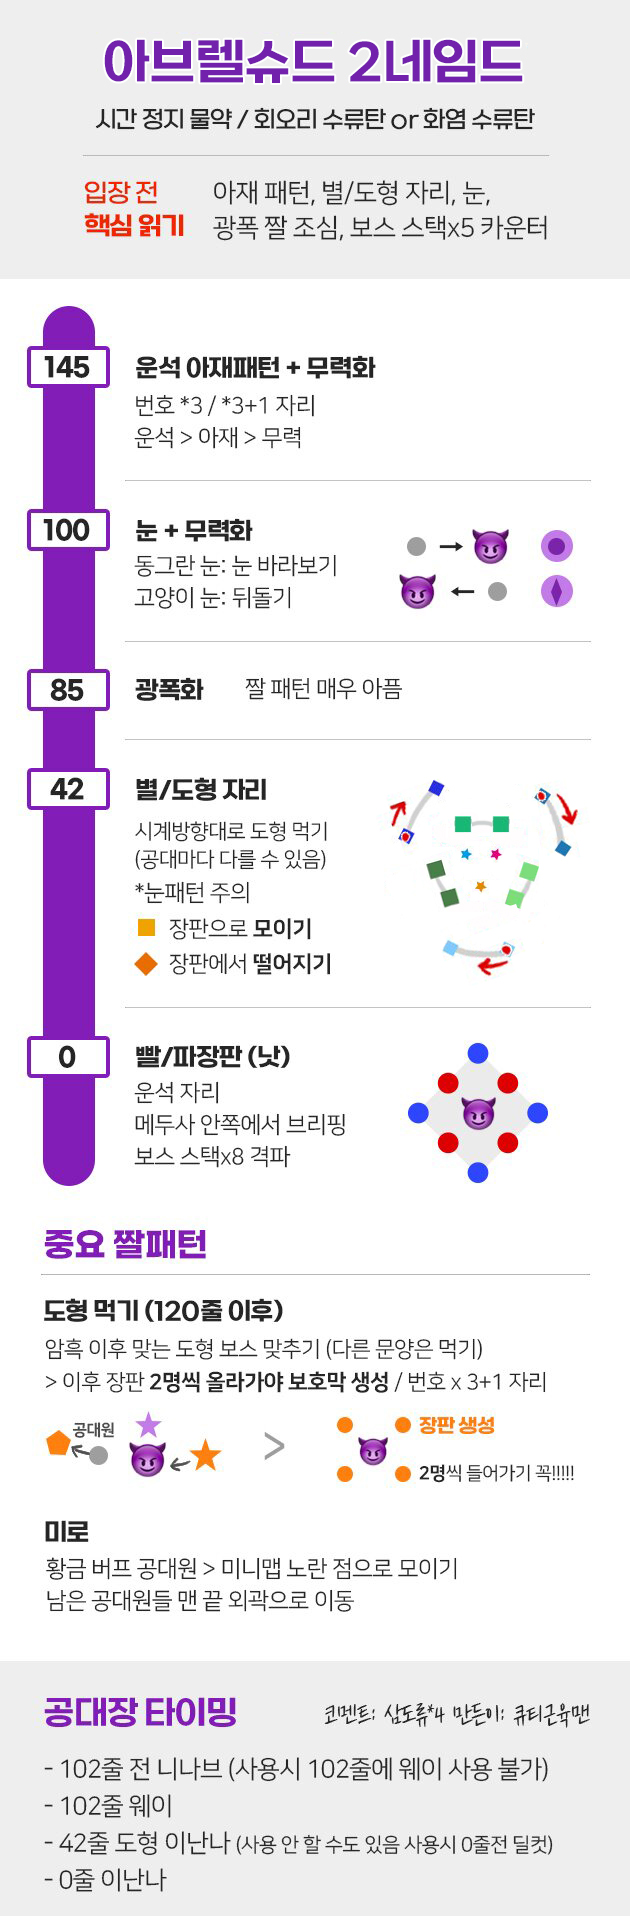 아브렐슈드 2네임드
시간 정지 물약 / 회오리 수류탄 or 화염 수류탄
입장 전
핵심 읽기
아재 패턴, 별/도형 자리, 눈,
광폭 짤 조심, 보스 스택x5 카운터
145
운석 아재패턴 + 무력화
번호 *3 / *3+1 자리
운석 > 아재 > 무력
100
눈 + 무력화
동그란 눈: 눈 바라보기
고양이 눈: 뒤돌기
85
광폭화
짤 패턴 매우 아픔
42
별/도형 자리
시계방향대로 도형 먹기
(공대마다 다를 수 있음)
*눈패턴 주의
장판으로 모이기
장판에서 떨어지기
0
빨/파장판 (낫)
운석 자리
메두사 안쪽에서 브리핑
보스 스택x8 격파
중요 짤패턴
도형 먹기 (120줄 이후)
암흑 이후 맞는 도형 보스 맞추기 (다른 문양은 먹기)
> 이후 장판 2명씩 올라가야 보호막 생성 / 번호 x 3+1 자리
공대원
>
장판 생성
2명씩 들어가기 꼭!!!!!
미로
황금 버프 공대원 > 미니맵 노란 점으로 모이기
남은 공대원들 맨 끝 외곽으로 이동
공대장 타이밍
코멘트: 삼도류*4 만든이: 큐티근육맨
- 102줄 전 니나브 (사용시 102줄에 웨이 사용 불가)
- 102줄 웨이
- 42줄 도형 이난나 (사용 안 할 수도 있음 사용시 0줄전 딜컷)
- 0줄 이난나